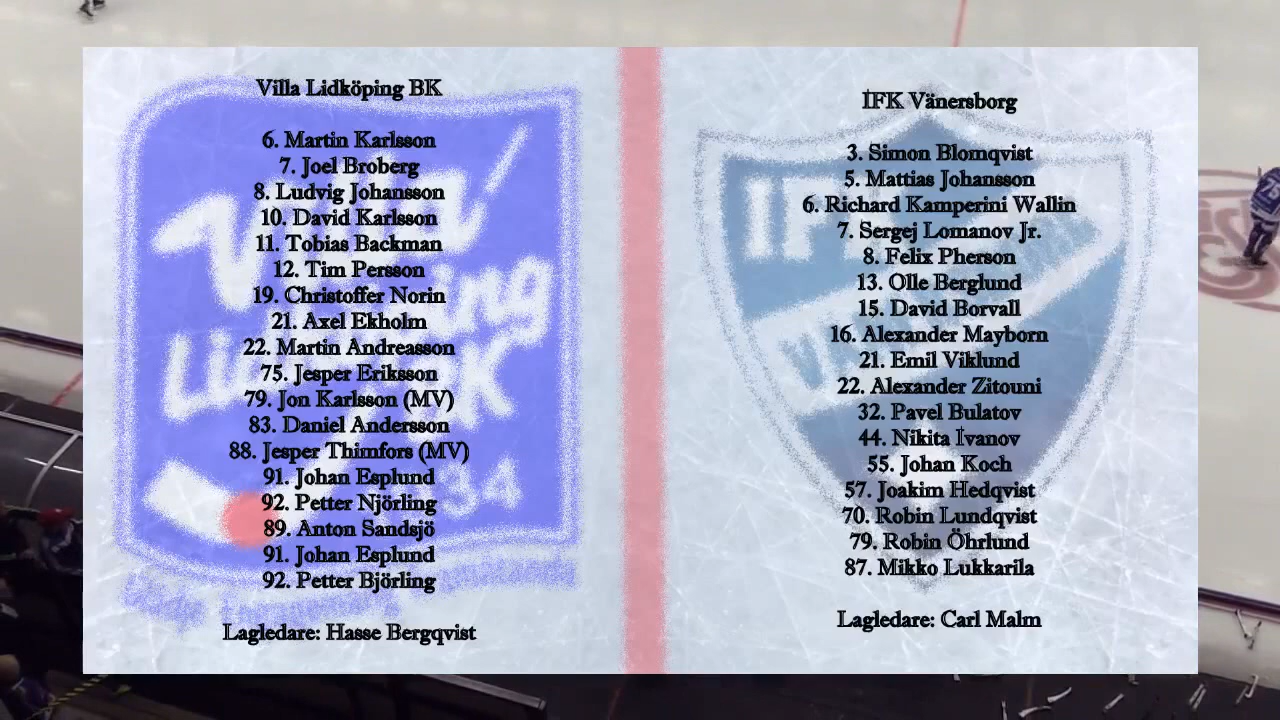 Villa Lidköping BK
6. Martin Karlsson
7. Joel Broberg
8. Ludvig Johansson
10. David Karlsson
11. Tobias Backman
12. Tim Persson
19. Christoffer Norin
21. Axel Ekholm
22. Martin Andreasson
75. Jesper Eriksson
79. Jon Karlsson (MV)
83. Daniel Andersson
88. Jesper Thimfors (MV)
91. Johan Esplund
92. Petter Njörling
89. Anton Sandsjö
91. Johan Esplund
92. Petter Björling
Lagledare: Hasse Bergqvist
IFK Vänersborg
3. Simon Blomqvist
5. Mattias Johansson
6. Richard Kamperini Wallin
7. Sergej Lomanov Jr.
8. Felix Pherson
13. Olle Berglund
15. David Borvall
16. Alexander Mayborn
21. Emil Viklund
22. Alexander Zitouni
32. Pavel Bulatov
44. Nikita Ivanov
55. Johan Koch
57. Joakim Hedqvist
70. Robin Lundqvist
79. Robin Öhrlund
87. Mikko Lukkarila
Lagledare: Carl Malm